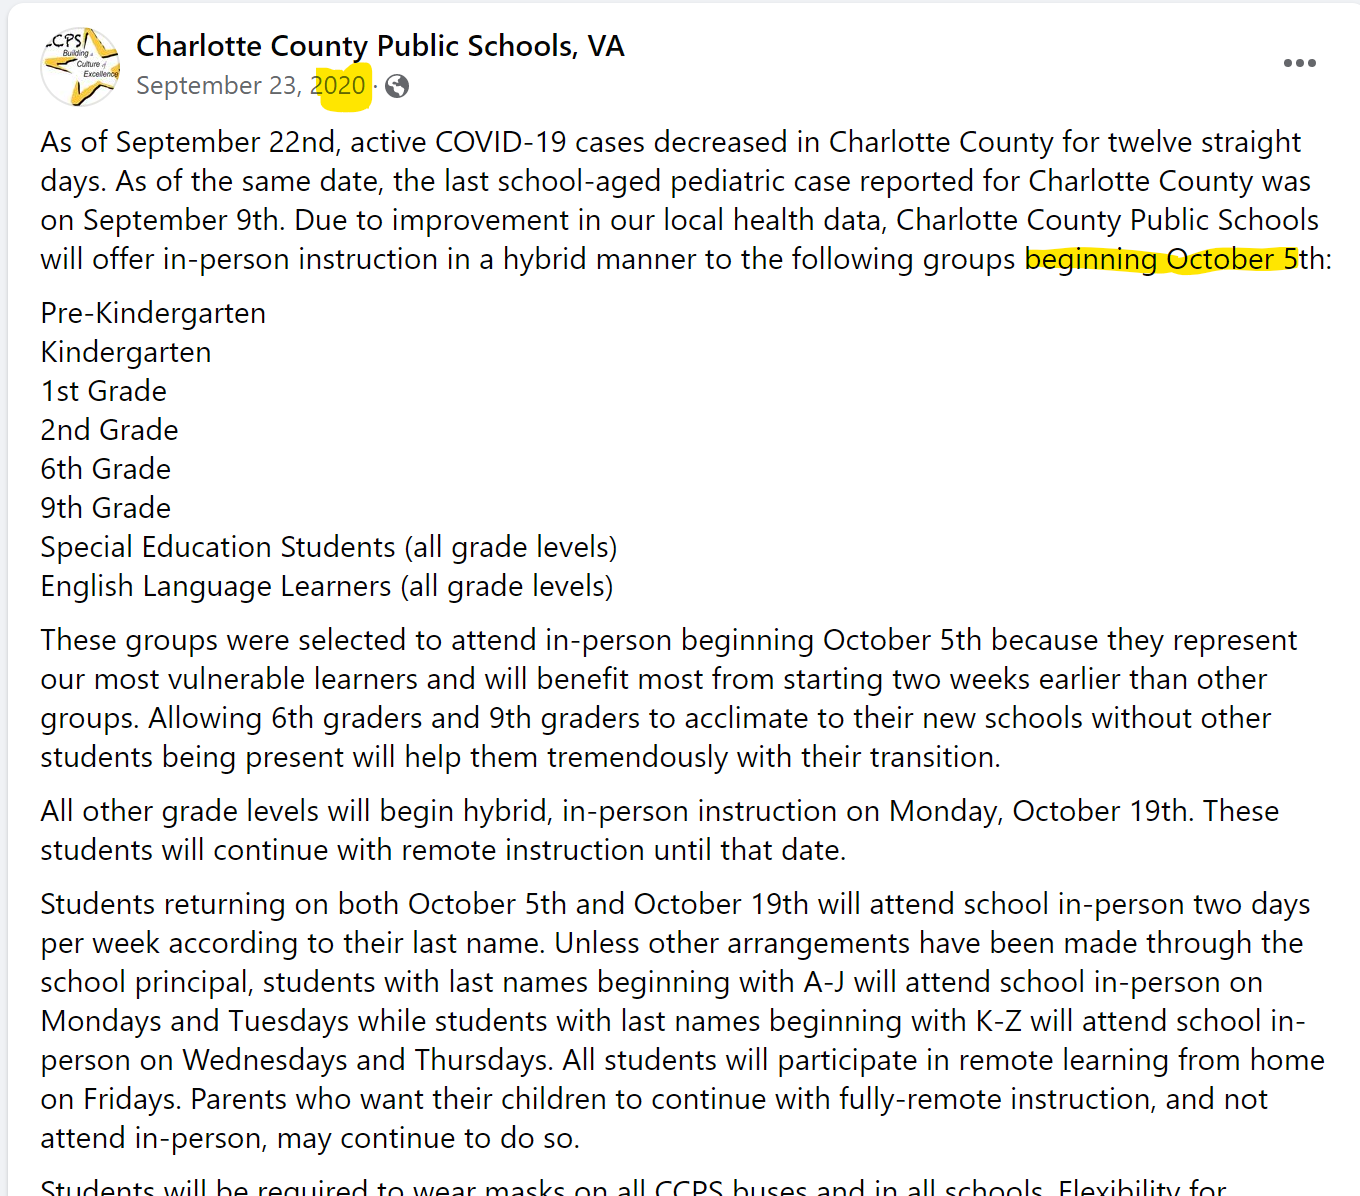 CCPS
Building a
Culture of
Excellence
Charlotte County Public Schools, VA
September 23, 2020 ·
As of September 22nd, active COVID-19 cases decreased in Charlotte County for twelve straight
days. As of the same date, the last school-aged pediatric case reported for Charlotte County was
on September 9th. Due to improvement in our local health data, Charlotte County Public Schools
will offer in-person instruction in a hybrid manner to the following groups beginning October 5th:
Pre-Kindergarten
Kindergarten
1st Grade
2nd Grade
6th Grade
9th Grade
Special Education Students (all grade levels)
English Language Learners (all grade levels)
These groups were selected to attend in-person beginning October 5th because they represent
our most vulnerable learners and will benefit most from starting two weeks earlier than other
groups. Allowing 6th graders and 9th graders to acclimate to their new schools without other
students being present will help them tremendously with their transition.
All other grade levels will begin hybrid, in-person instruction on Monday, October 19th. These
students will continue with remote instruction until that date.
Students returning on both October 5th and October 19th will attend school in-person two days
per week according to their last name. Unless other arrangements have been made through the
school principal, students with last names beginning with A-J will attend school in-person on
Mondays and Tuesdays while students with last names beginning with K-Z will attend school in-
person on Wednesdays and Thursdays. All students will participate in remote learning from home
on Fridays. Parents who want their children to continue with fully-remote instruction, and not
attend in-person, may continue to do so.
Students will be required to wear masks on all CCPS buses and in all schools. Flexibility for